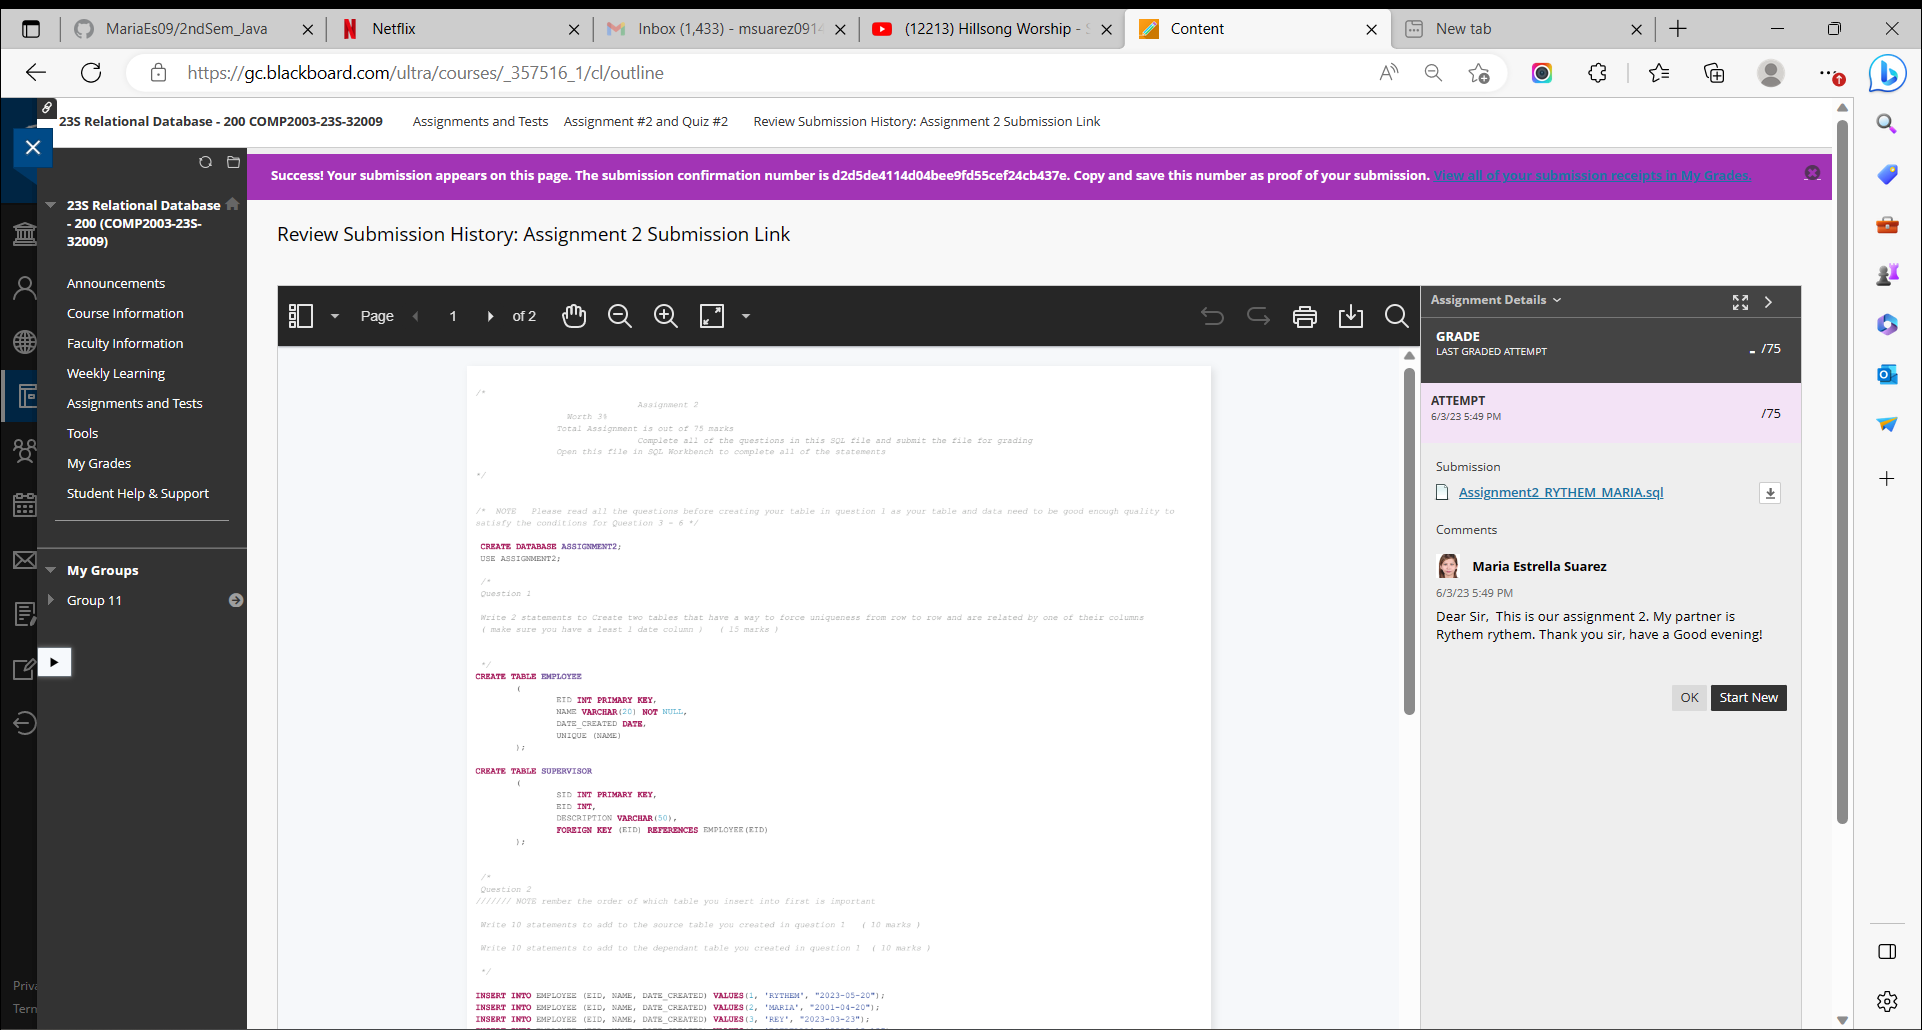 MariaEs09/2ndSem_Java
Netflix
Inbox (1,433) - msuarez0914
(12213) Hillsong Worship -
Content
New tab
https://gc.blackboard.com/ultra/courses/_357516_1/cl/outline
23S Relational Database - 200 COMP2003-23S-32009
Assignments and Tests
Assignment #2 and Quiz #2
Review Submission History: Assignment 2 Submission Link
Success! Your submission appears on this page. The submission confirmation number is d2d5de4114d04bee9fd55cef24cb437e. Copy and save this number as proof of your submission. View all of your submission receipts in My Grades.
23S Relational Database
- 200 (COMP2003-23S-
32009)
Announcements
Course Information
Faculty Information
Weekly Learning
Assignments and Tests
Tools
My Grades
Student Help & Support
My Groups
Group 11
Priva
Term
Review Submission History: Assignment 2 Submission Link
Page 1 of 2
/*
Assignment 2
Worth 3%
Total Assignment is out of 75 marks
Complete all of the questions in this SQL file and submit the file for grading
Open this file in SQL Workbench to complete all of the statements
*/
/* NOTE Please read all the questions before creating your table in question 1 as your table and data need to be good enough quality to
satisfy the conditions for Question 3 - 6 */
CREATE DATABASE ASSIGNMENT2;
USE ASSIGNMENT2;
/*
Question 1
Write 2 statements to Create two tables that have a way to force uniqueness from row to row and are related by one of their columns
( make sure you have a least 1 date column ) ( 15 marks )
*/
CREATE TABLE EMPLOYEE
(
EID INT PRIMARY KEY,
NAME VARCHAR(20) NOT NULL,
DATE_CREATED DATE,
UNIQUE (NAME)
);
CREATE TABLE SUPERVISOR
(
SID INT PRIMARY KEY,
EID INT,
DESCRIPTION VARCHAR(50),
FOREIGN KEY (EID) REFERENCES EMPLOYEE(EID)
);
/*
Question 2
/////// NOTE rember the order of which table you insert into first is important
Write 10 statements to add to the source table you created in question 1 ( 10 marks )
Write 10 statements to add to the dependant table you created in question 1 ( 10 marks )
*/
INSERT INTO EMPLOYEE (EID, NAME, DATE_CREATED) VALUES(1, 'RYTHEM', "2023-05-20");
INSERT INTO EMPLOYEE (EID, NAME, DATE_CREATED) VALUES(2, 'MARIA', "2001-04-20");
INSERT INTO EMPLOYEE (EID, NAME, DATE_CREATED) VALUES(3, 'REY', "2023-03-23");
Assignment Details
GRADE
LAST GRADED ATTEMPT
- /75
ATTEMPT
6/3/23 5:49 PM
/75
Submission
Assignment2_RYTHEM_MARIA.sql
Comments
Maria Estrella Suarez
6/3/23 5:49 PM
Dear Sir, This is our assignment 2. My partner is
Rythem rythem. Thank you sir, have a Good evening!
OK
Start New